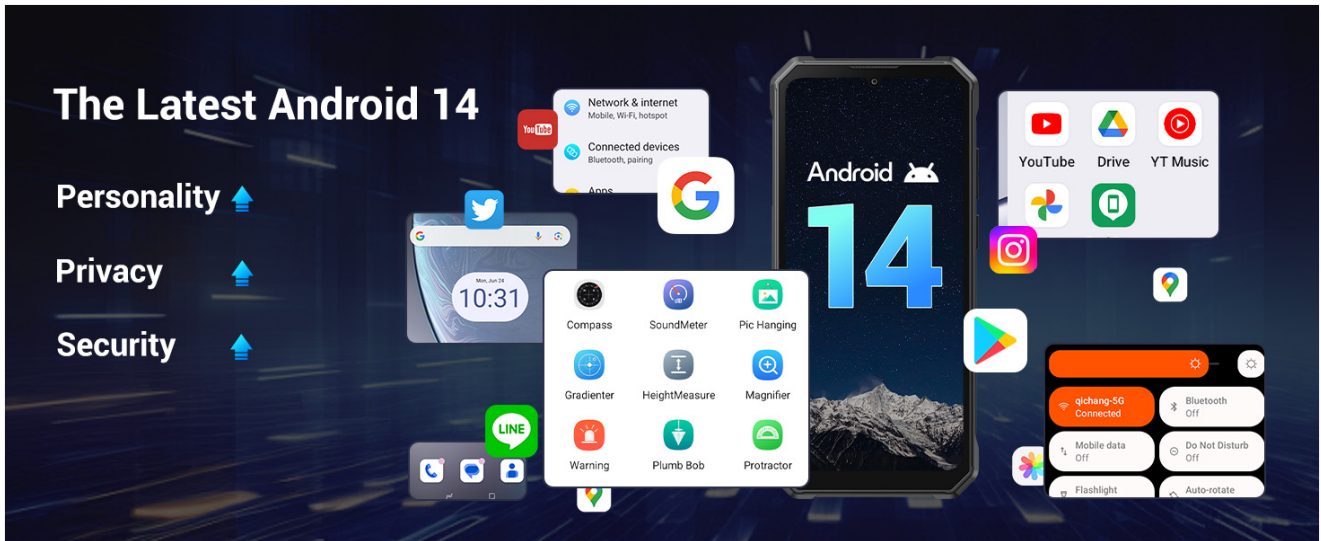 The Latest Android 14
Personality
Privacy
Security
You Tube
Network & internet
Mobile, Wi-Fi, hotspot
Connected devices
Bluetooth, pairing
Apps
Mon, Jun 24
10:31
Compass
SoundMeter
Pic Hanging
Gradienter
HeightMeasure
Magnifier
Warning
Plumb Bob
Protractor
LINE
Android
14
YouTube
Drive
YT Music
qichang-5G
Connected
Bluetooth
Off
Mobile data
Off
Do Not Disturb
Off
Flashlight
Auto-rotate